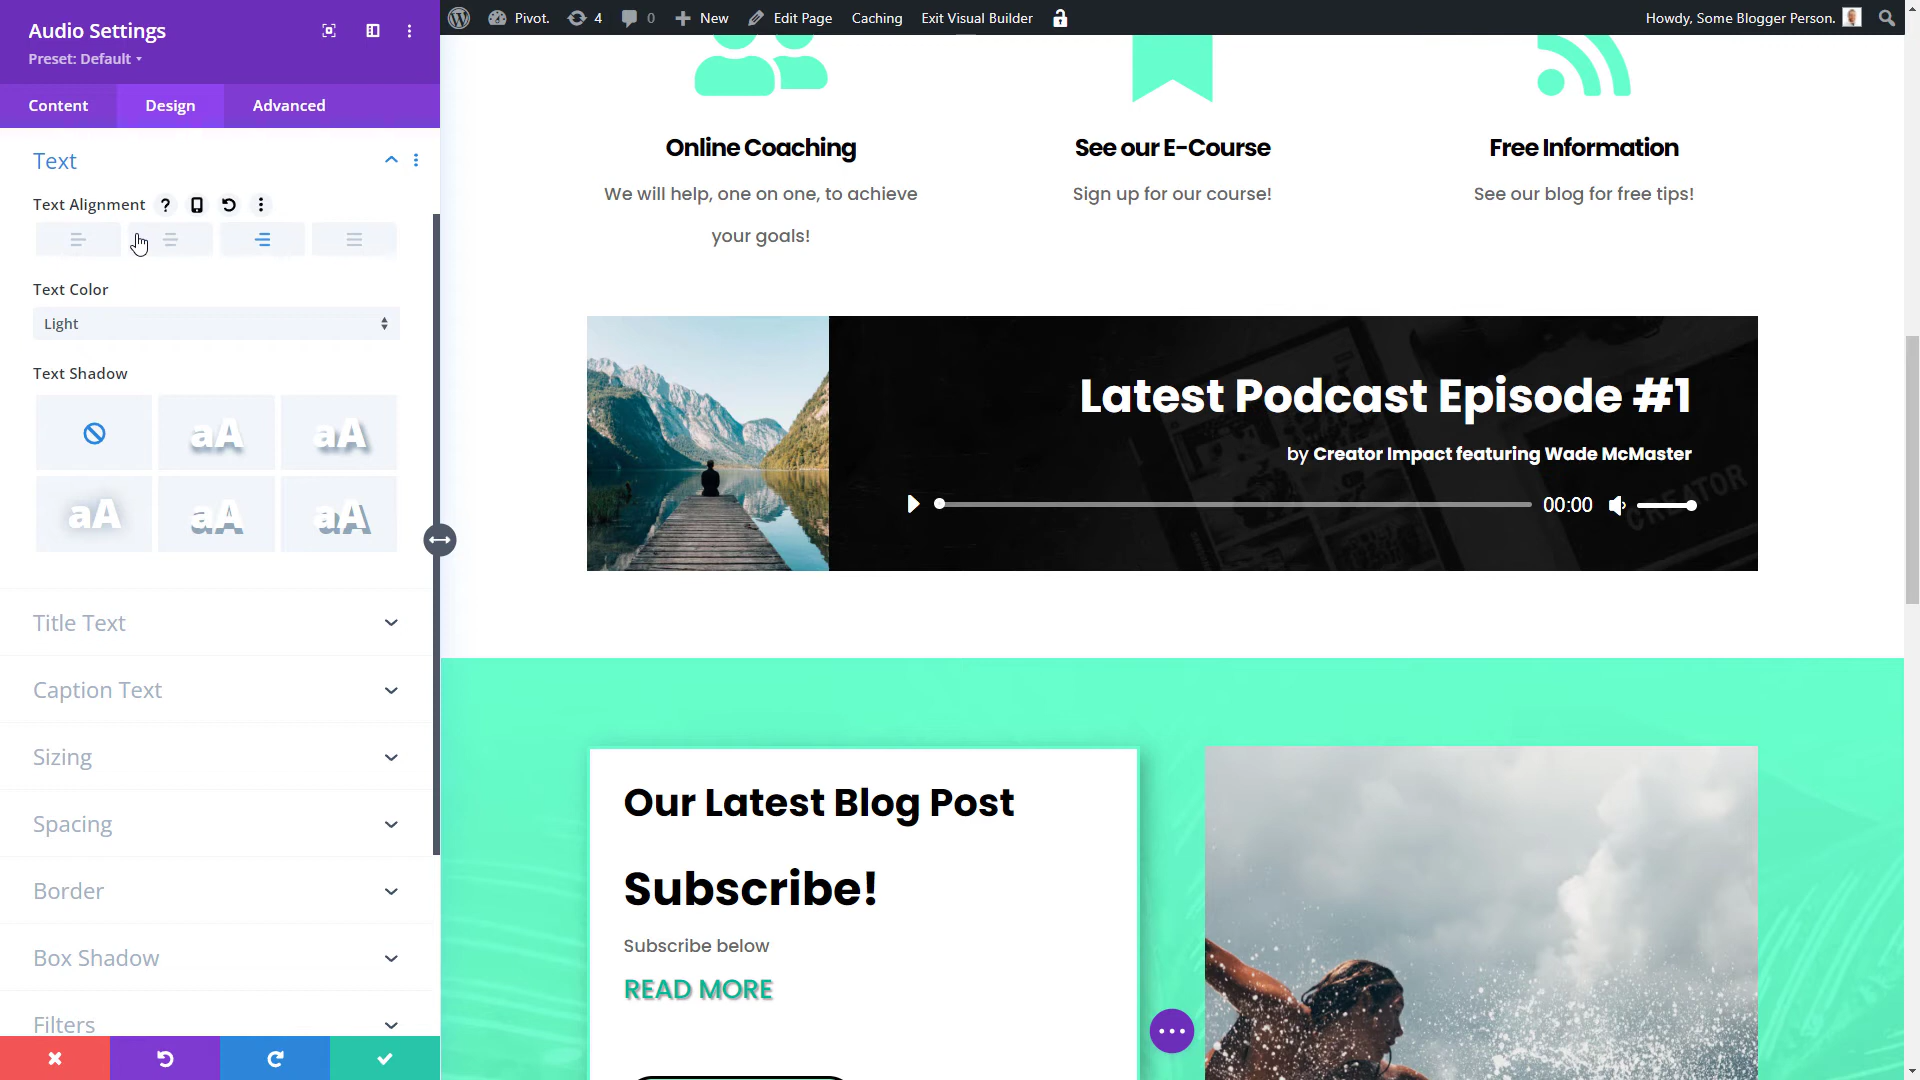 Audio Settings
Preset: Default
Content Design Advanced
Text
Text Alignment ?
Text Color
Light
Text Shadow
aA aA
aA aA aA
Title Text
Caption Text
Sizing
Spacing
Border
Box Shadow
Filters
Pivot. 4 0 New Edit Page Caching Exit Visual Builder
Howdy, Some Blogger Person.
Online Coaching
We will help, one on one, to achieve
your goals!
See our E-Course
Sign up for our course!
Free Information
See our blog for free tips!
Latest Podcast Episode #1
by Creator Impact featuring Wade McMaster
00:00
CREATOR
Our Latest Blog Post
Subscribe!
Subscribe below
READ MORE